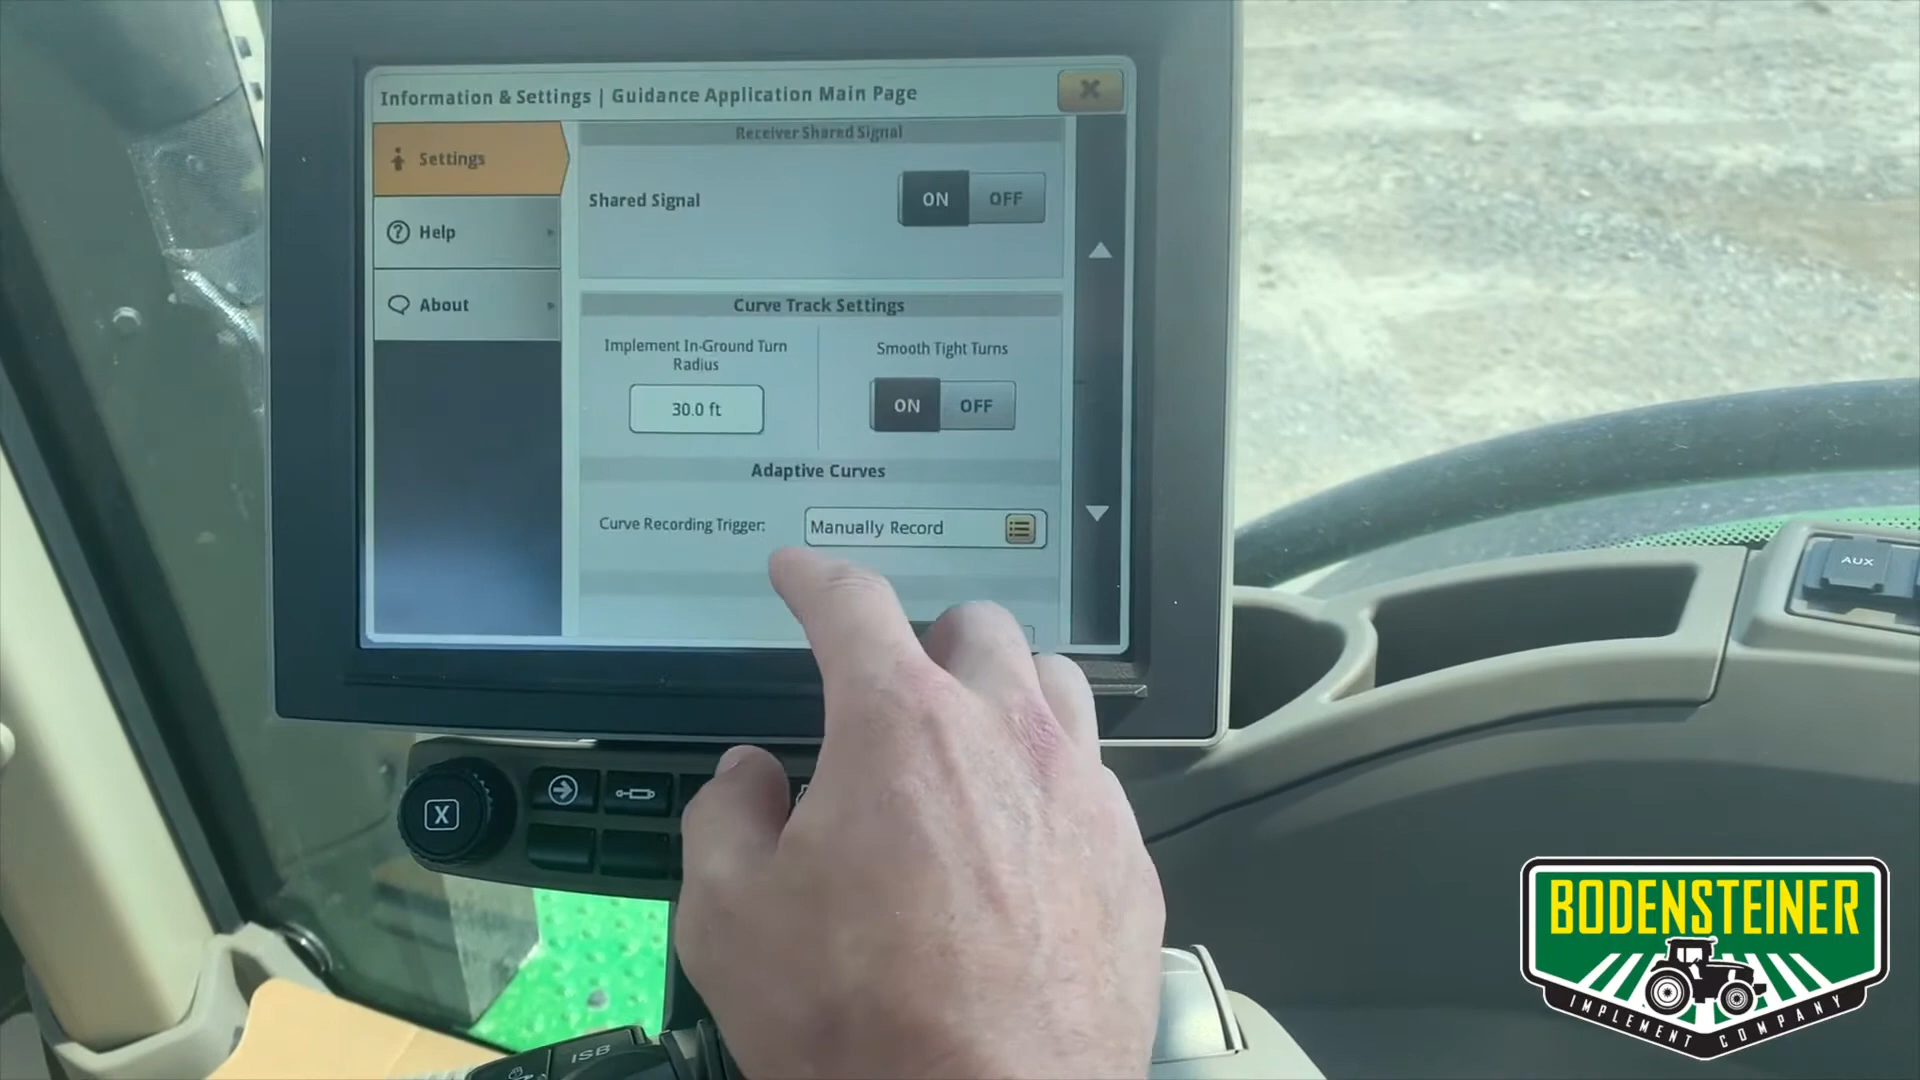 Information & Settings | Guidance Application Main Page
Settings
Help
About
Receiver Shared Signal
Shared Signal
ON OFF
Curve Track Settings
Implement In-Ground Turn
Radius
30.0 ft
Smooth Tight Turns
ON OFF
Adaptive Curves
Curve Recording Trigger:
Manually Record
AUX
X
ISB
BODENSTEINER
IMPLEMENT COMPANY